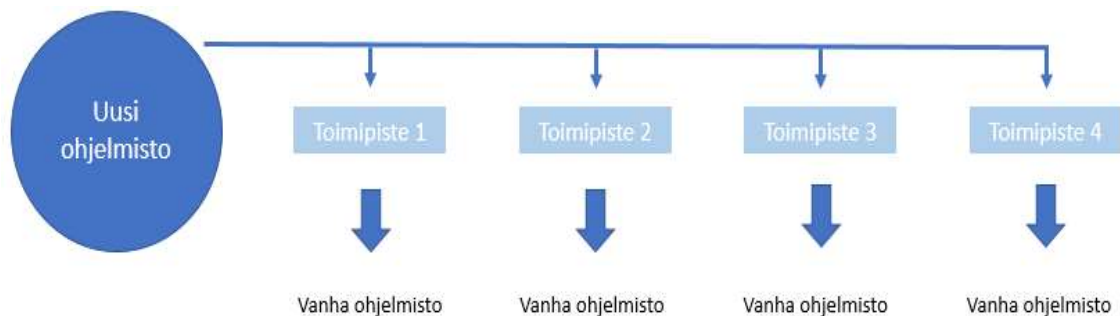 Uusi
ohjelmisto
Toimipiste 1
Toimipiste 2
Toimipiste 3
Toimipiste 4
Vanha ohjelmisto
Vanha ohjelmisto
Vanha ohjelmisto
Vanha ohjelmisto